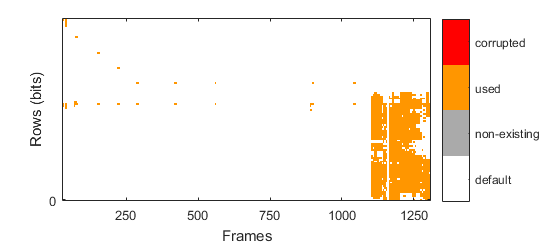 corrupted
used
non-existing
default
Rows (bits)
0
250 500 750 1000 1250
Frames